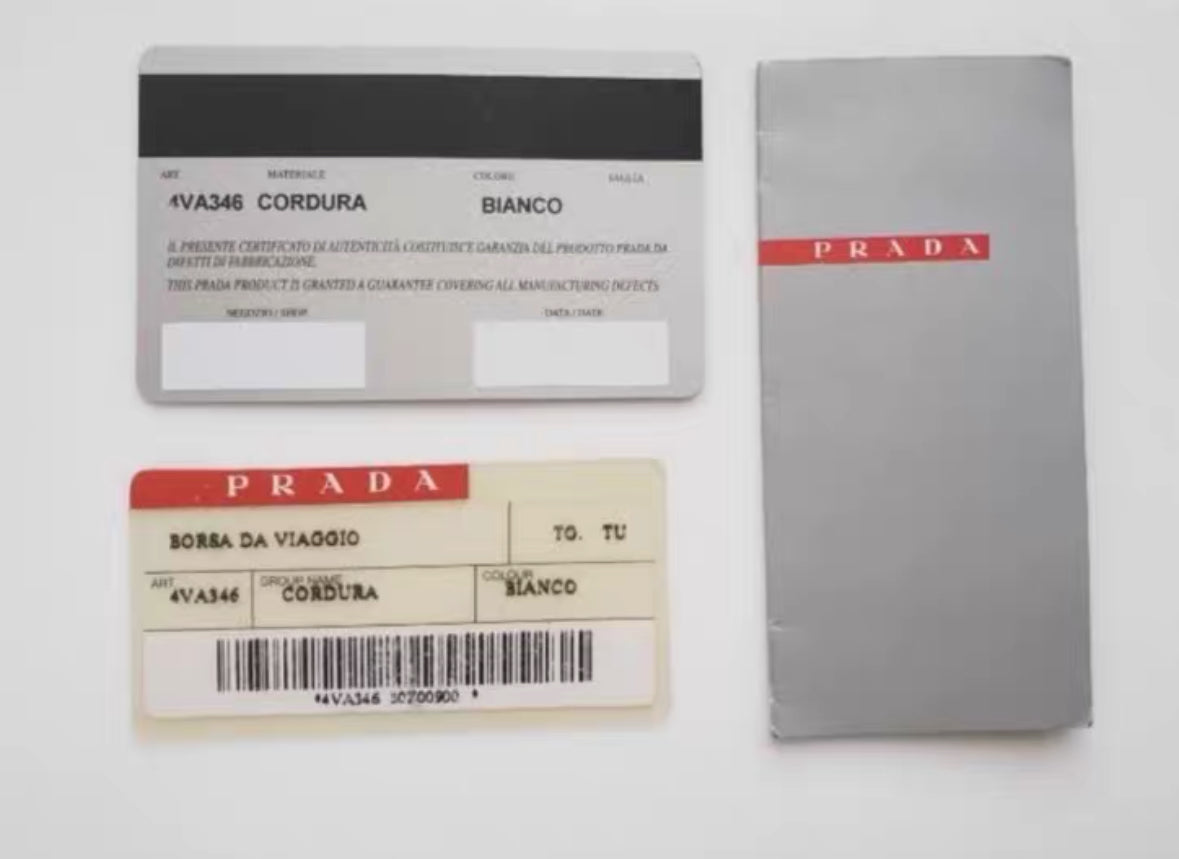 ART MATERIALE COLORE TAGLIA
4VA346 CORDURA BIANCO
IL PRESENTE CERTIFICATO DI AUTENTICITÀ COSTITUISCE GARANZIA DEL PRODOTTO PRADA DA
DIFETTI DI FABBRICAZIONE.
THIS PRADA PRODUCT IS GRANTED A GUARANTEE COVERING ALL MANUFACTURING DEFECTS
NEGOZIO / SHOP DATA / DATE
PRADA
PRADA
BORSA DA VIAGGIO TG. TU
ART GROUP NAME COLOUR
4VA346 CORDURA BIANCO
*4VA346 *